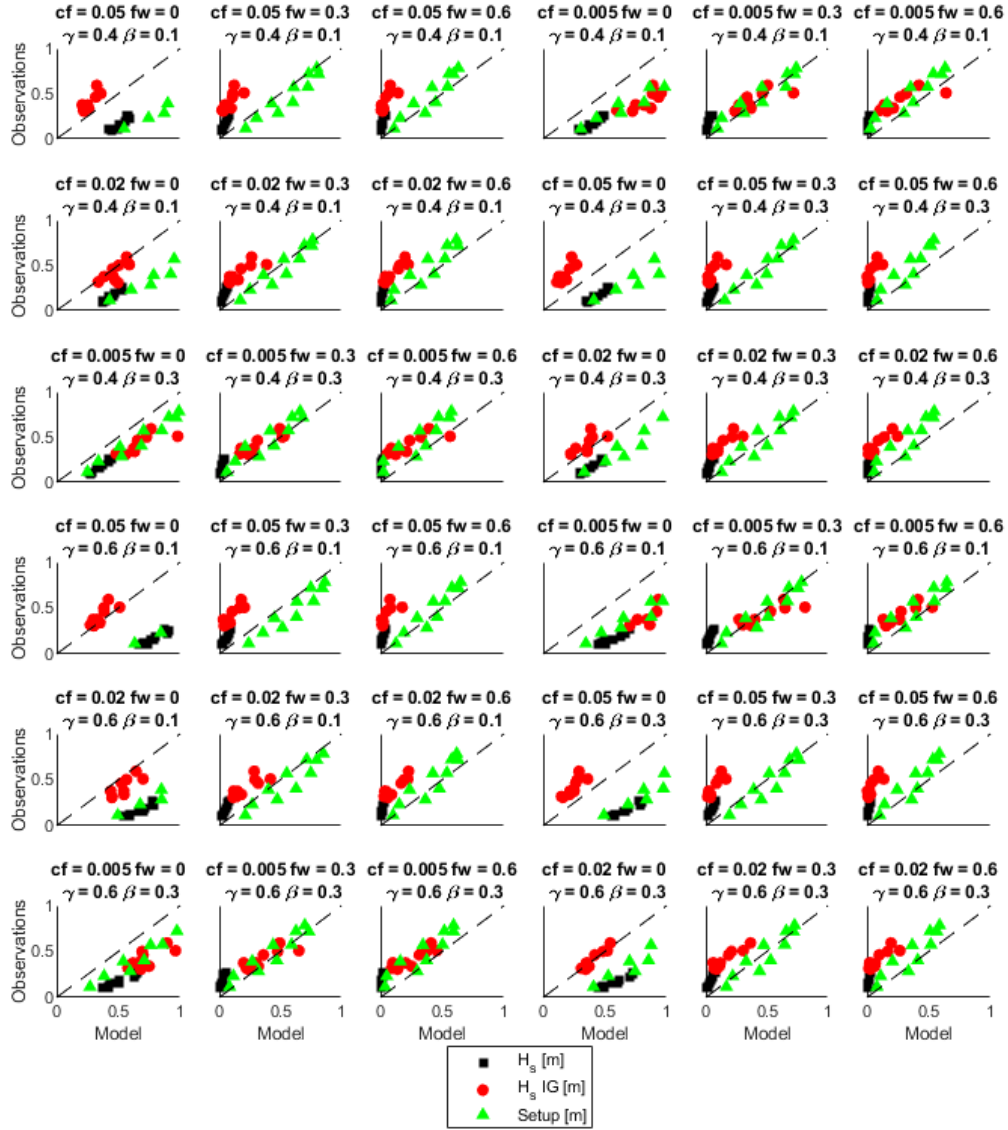 cf = 0.05 fw = 0 cf = 0.05 fw = 0.3 cf = 0.05 fw = 0.6 cf = 0.005 fw = 0 cf = 0.005 fw = 0.3 cf = 0.005 fw = 0.6
γ = 0.4 β = 0.1 γ = 0.4 β = 0.1 γ = 0.4 β = 0.1 γ = 0.4 β = 0.1 γ = 0.4 β = 0.1 γ = 0.4 β = 0.1
1
0.5
0
Observations
cf = 0.02 fw = 0 cf = 0.02 fw = 0.3 cf = 0.02 fw = 0.6 cf = 0.05 fw = 0 cf = 0.05 fw = 0.3 cf = 0.05 fw = 0.6
γ = 0.4 β = 0.1 γ = 0.4 β = 0.1 γ = 0.4 β = 0.1 γ = 0.4 β = 0.3 γ = 0.4 β = 0.3 γ = 0.4 β = 0.3
1
0.5
0
Observations
cf = 0.005 fw = 0 cf = 0.005 fw = 0.3 cf = 0.005 fw = 0.6 cf = 0.02 fw = 0 cf = 0.02 fw = 0.3 cf = 0.02 fw = 0.6
γ = 0.4 β = 0.3 γ = 0.4 β = 0.3 γ = 0.4 β = 0.3 γ = 0.4 β = 0.3 γ = 0.4 β = 0.3 γ = 0.4 β = 0.3
1
0.5
0
Observations
cf = 0.05 fw = 0 cf = 0.05 fw = 0.3 cf = 0.05 fw = 0.6 cf = 0.005 fw = 0 cf = 0.005 fw = 0.3 cf = 0.005 fw = 0.6
γ = 0.6 β = 0.1 γ = 0.6 β = 0.1 γ = 0.6 β = 0.1 γ = 0.6 β = 0.1 γ = 0.6 β = 0.1 γ = 0.6 β = 0.1
1
0.5
0
Observations
cf = 0.02 fw = 0 cf = 0.02 fw = 0.3 cf = 0.02 fw = 0.6 cf = 0.05 fw = 0 cf = 0.05 fw = 0.3 cf = 0.05 fw = 0.6
γ = 0.6 β = 0.1 γ = 0.6 β = 0.1 γ = 0.6 β = 0.1 γ = 0.6 β = 0.3 γ = 0.6 β = 0.3 γ = 0.6 β = 0.3
1
0.5
0
Observations
cf = 0.005 fw = 0 cf = 0.005 fw = 0.3 cf = 0.005 fw = 0.6 cf = 0.02 fw = 0 cf = 0.02 fw = 0.3 cf = 0.02 fw = 0.6
γ = 0.6 β = 0.3 γ = 0.6 β = 0.3 γ = 0.6 β = 0.3 γ = 0.6 β = 0.3 γ = 0.6 β = 0.3 γ = 0.6 β = 0.3
1
0.5
0
Observations
0 0.5 1 0 0.5 1 0 0.5 1 0 0.5 1 0 0.5 1 0 0.5 1
Model Model Model Model Model Model
H_s [m]
H_s IG [m]
Setup [m]